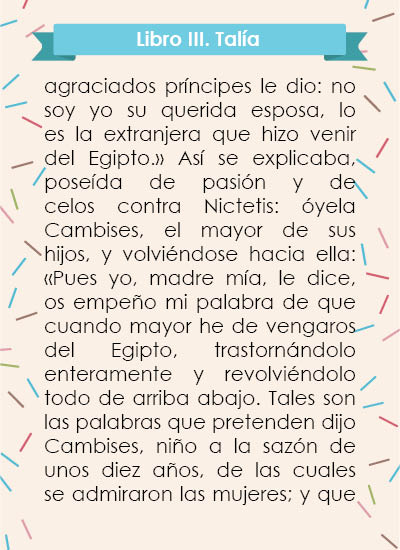 Libro III. Talía
agraciados príncipes le dio: no
soy yo su querida esposa, lo
es la extranjera que hizo venir
del Egipto.» Así se explicaba,
poseída de pasión y de
celos contra Nictetis: óyela
Cambises, el mayor de sus
hijos, y volviéndose hacia ella:
«Pues yo, madre mía, le dice,
os empeño mi palabra de que
cuando mayor he de vengaros
del Egipto, trastornándolo
enteramente y revolviéndolo
todo de arriba abajo. Tales son
las palabras que pretenden dijo
Cambises, niño a la sazón de
unos diez años, de las cuales
se admiraron las mujeres; y que